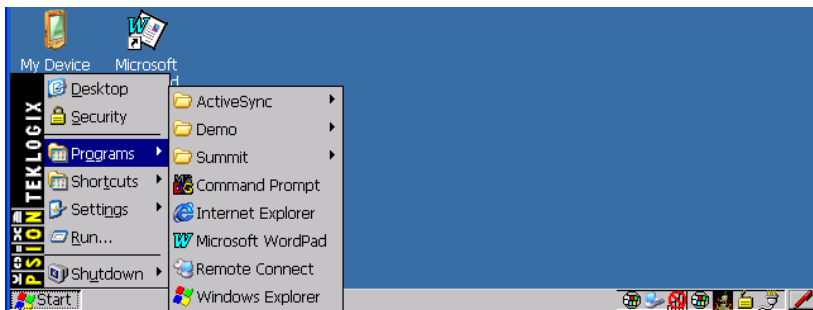 My Device
Microsoft
Desktop
Security
Programs
Shortcuts
Settings
Run...
Shutdown
PSION TEKLOGIX
ActiveSync
Demo
Summit
Command Prompt
Internet Explorer
Microsoft WordPad
Remote Connect
Windows Explorer
Start